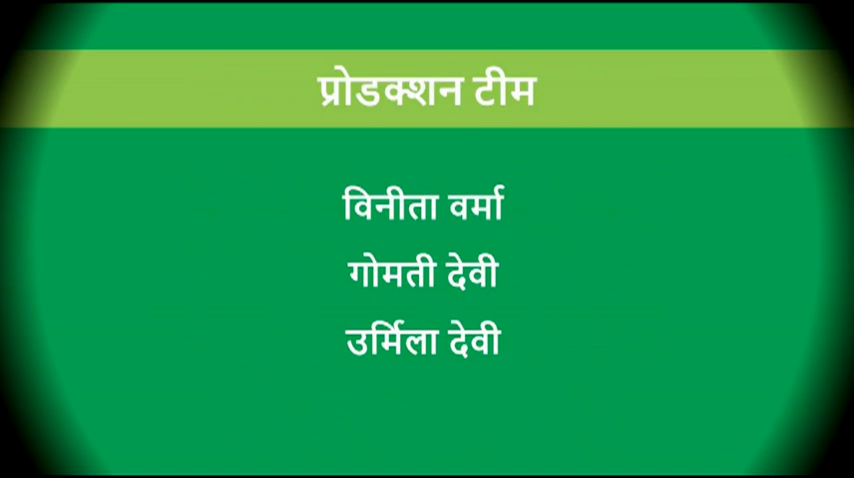 प्रोडक्शन टीम
विनीता वर्मा
गोमती देवी
उर्मिला देवी